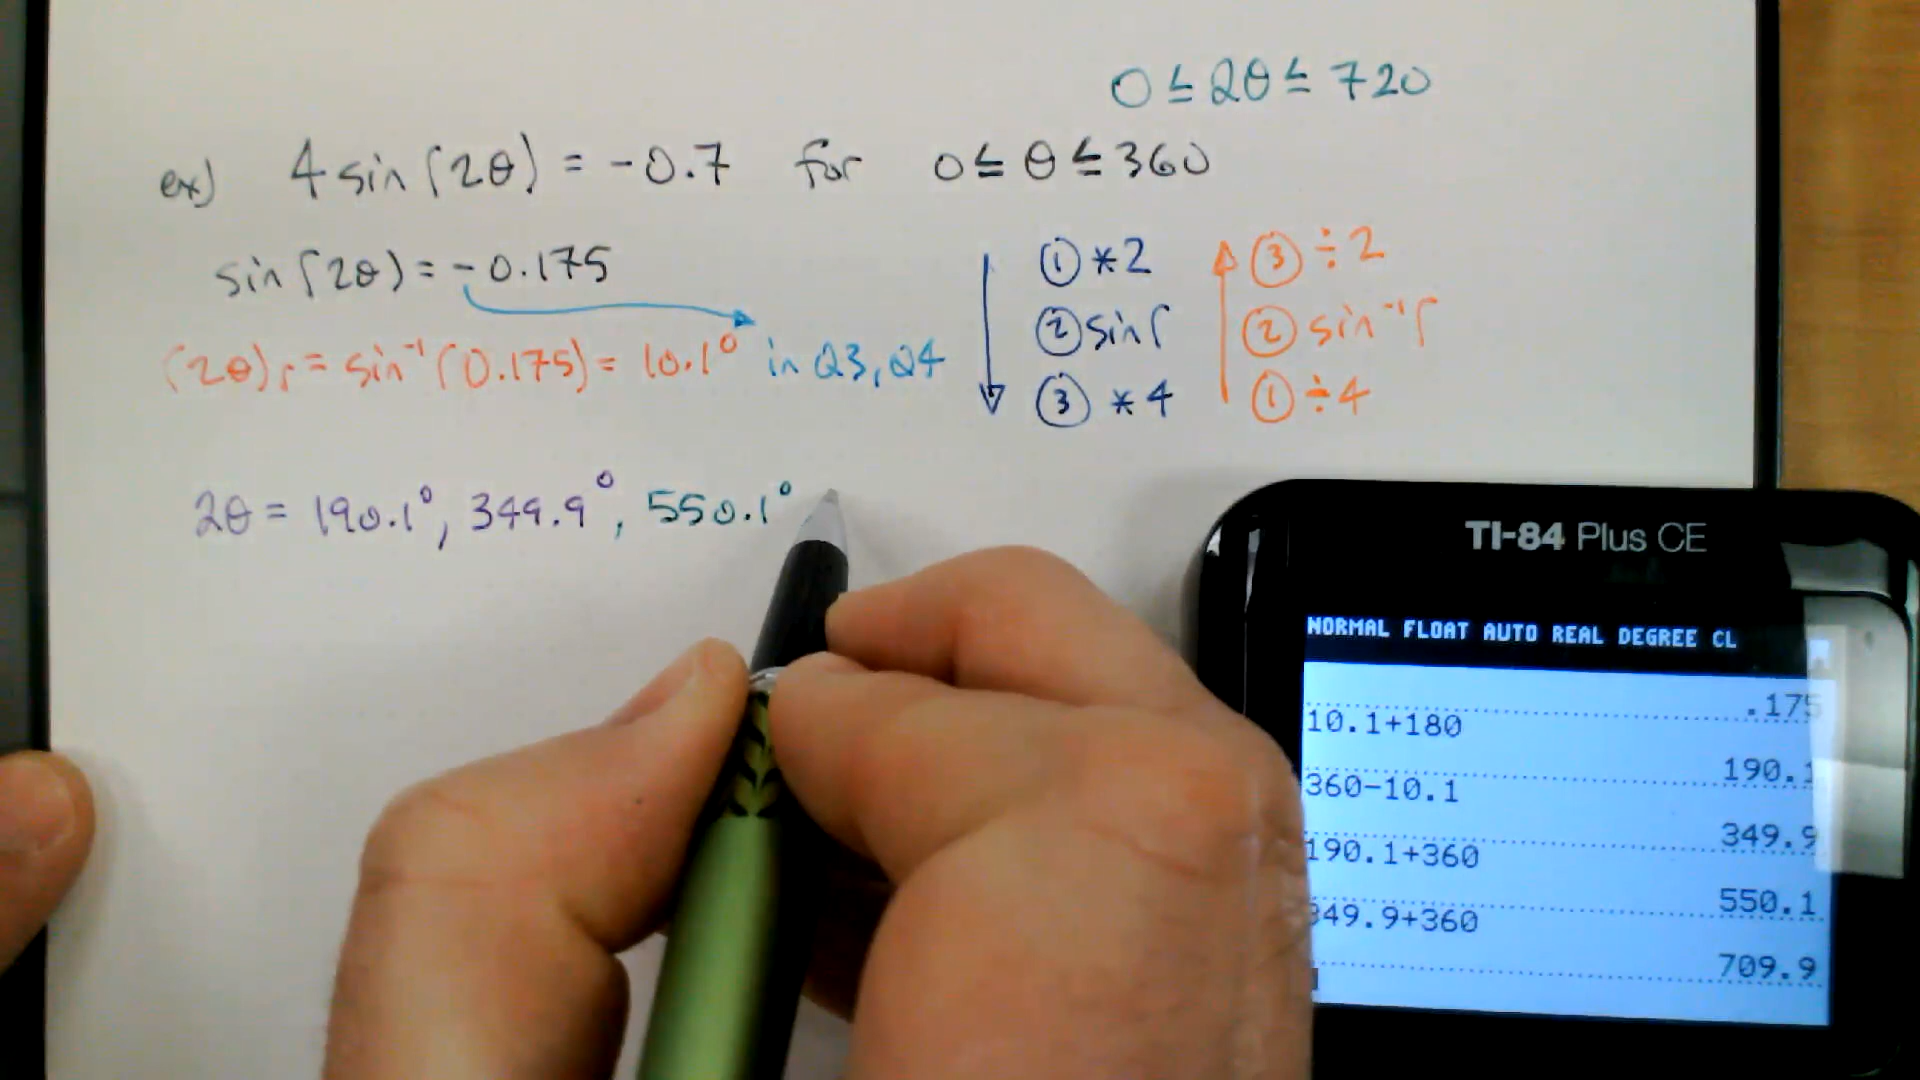 0 ≤ 2θ ≤ 720
ex) 4 sin(2θ) = -0.7 for 0 ≤ θ ≤ 360
sin(2θ) = -0.175
(2θ)r = sin⁻¹(0.175) = 10.1° in Q3, Q4
① *2
② sin(
③ *4
③ ÷2
② sin⁻¹(
① ÷4
2θ = 190.1°, 349.9°, 550.1°
TI-84 Plus CE
NORMAL FLOAT AUTO REAL DEGREE CL
.175
10.1+180
190.1
360-10.1
349.9
190.1+360
550.1
349.9+360
709.9